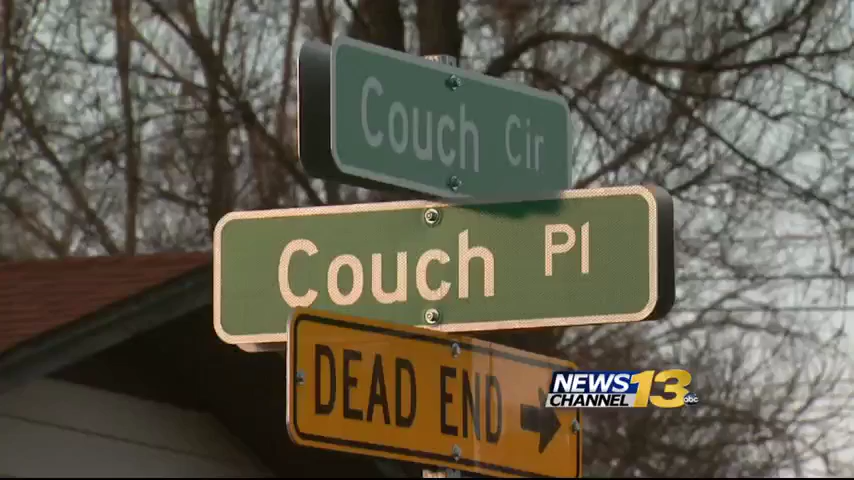 Couch Cir
Couch Pl
DEAD END
NEWS 13
CHANNEL abc